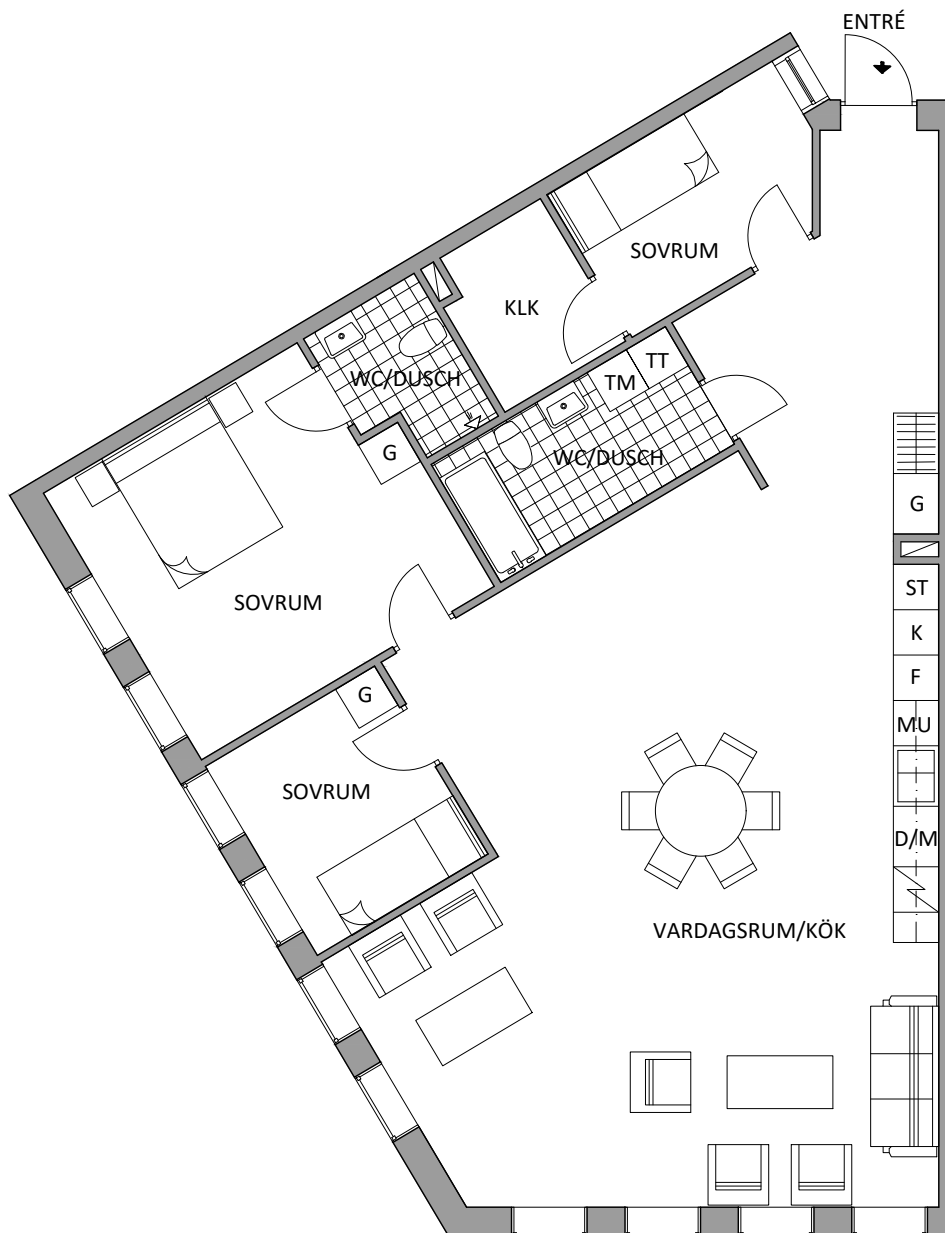 ENTRÉ
SOVRUM
KLK
TT
TM
WC/DUSCH
WC/DUSCH
G
G
SOVRUM
ST
K
F
G
MU
SOVRUM
D/M
VARDAGSRUM/KÖK